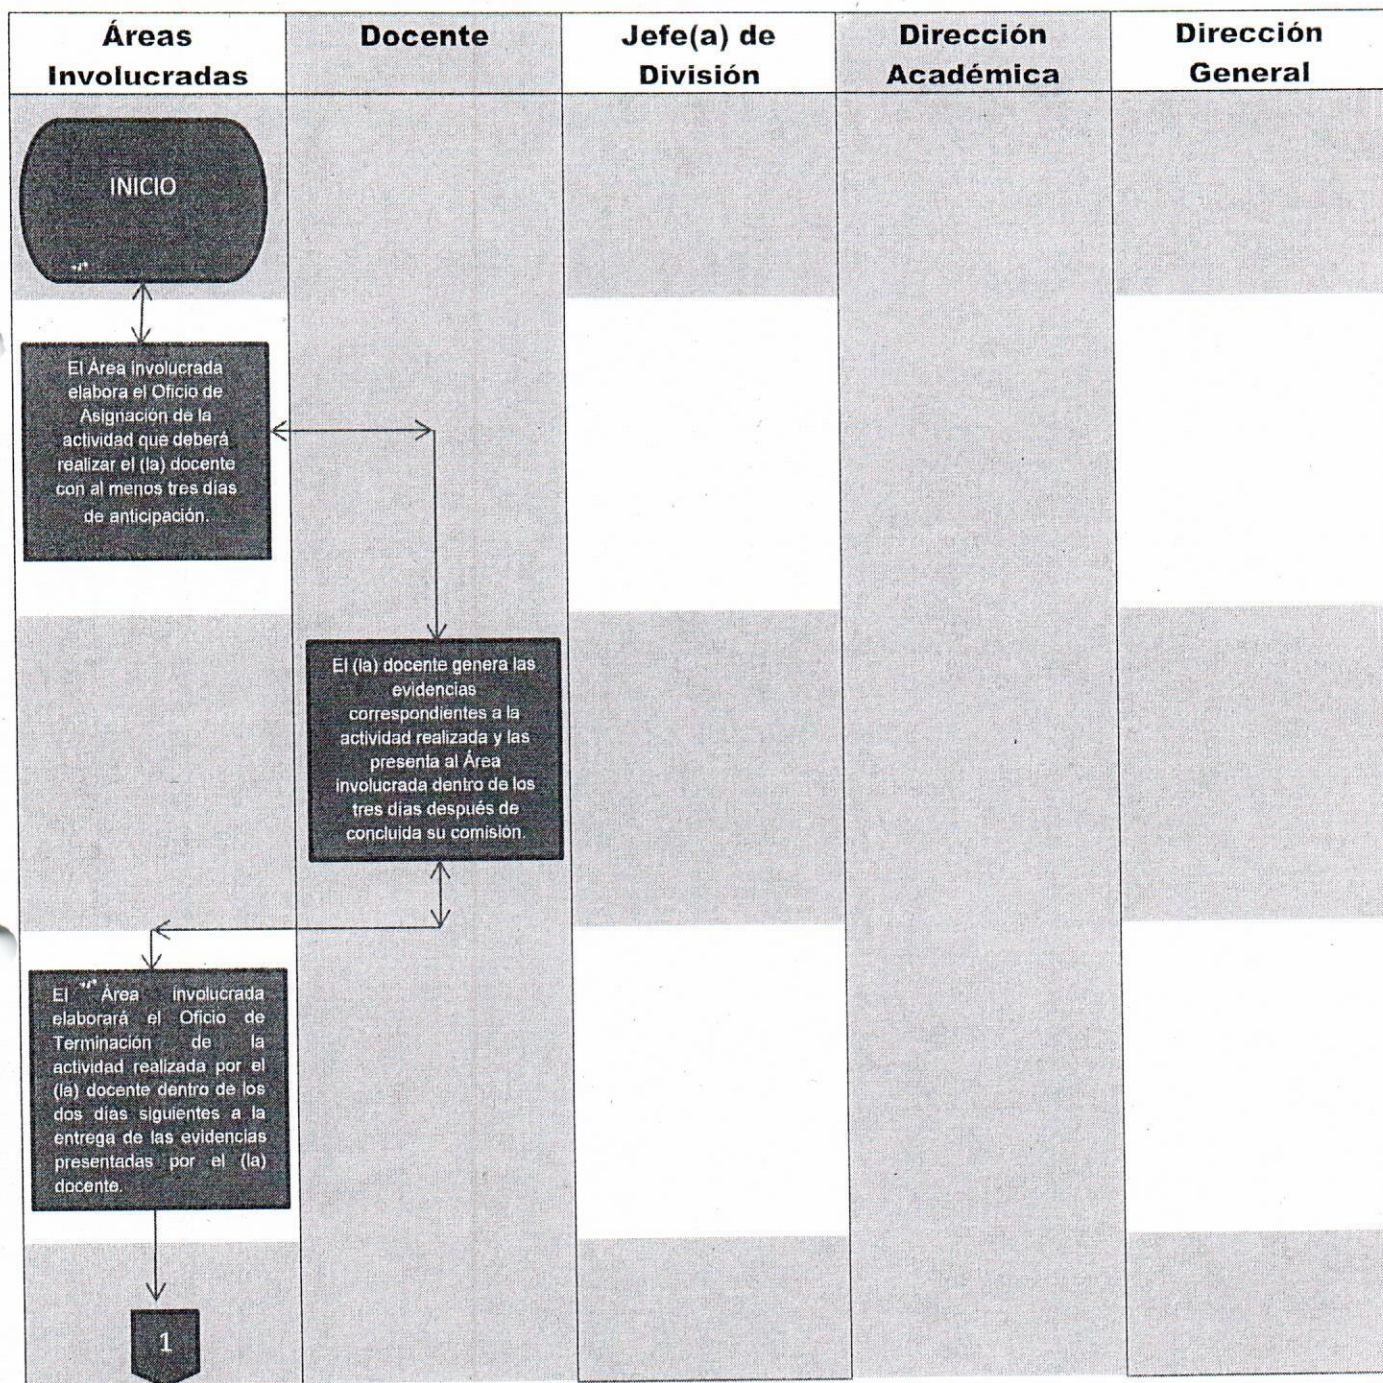 Áreas
Involucradas
Docente
Jefe(a) de
División
Dirección
Académica
Dirección
General
INICIO
El Área involucrada
elabora el Oficio de
Asignación de la
actividad que deberá
realizar el (la) docente
con al menos tres días
de anticipación.
El (la) docente genera las
evidencias
correspondientes a la
actividad realizada y las
presenta al Área
involucrada dentro de los
tres días después de
concluida su comisión.
El Área involucrada
elaborará el Oficio de
Terminación de la
actividad realizada por el
(la) docente dentro de los
dos días siguientes a la
entrega de las evidencias
presentadas por el (la)
docente.
1